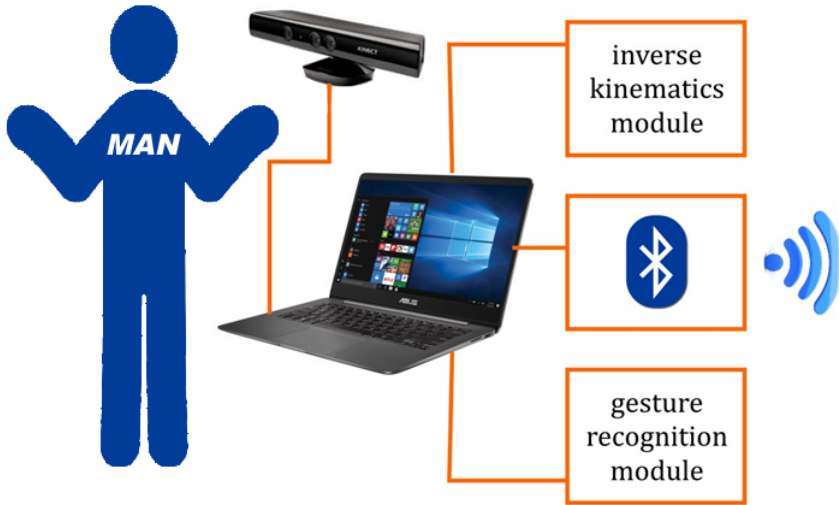 KINECT
MAN
inverse
kinematics
module
ASUS
gesture
recognition
module